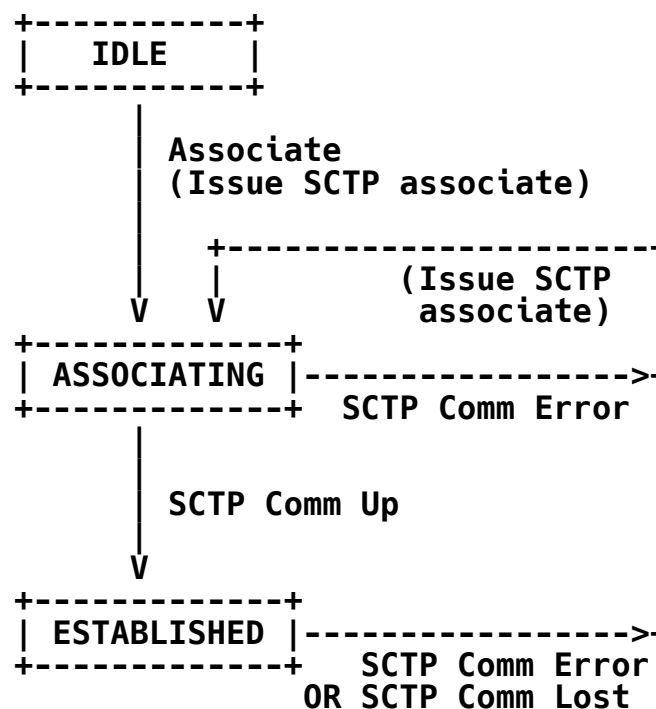 +-----------+
|   IDLE    |
+-----------+
      |
      | Associate
      | (Issue SCTP associate)
      |
      |   +----------------------
      |   |         (Issue SCTP
      V   V          associate)
+-------------+
| ASSOCIATING |----------------->-
+-------------+  SCTP Comm Error
      |
      |
      | SCTP Comm Up
      |
      V
+-------------+
| ESTABLISHED |----------------->-
+-------------+   SCTP Comm Error
               OR SCTP Comm Lost